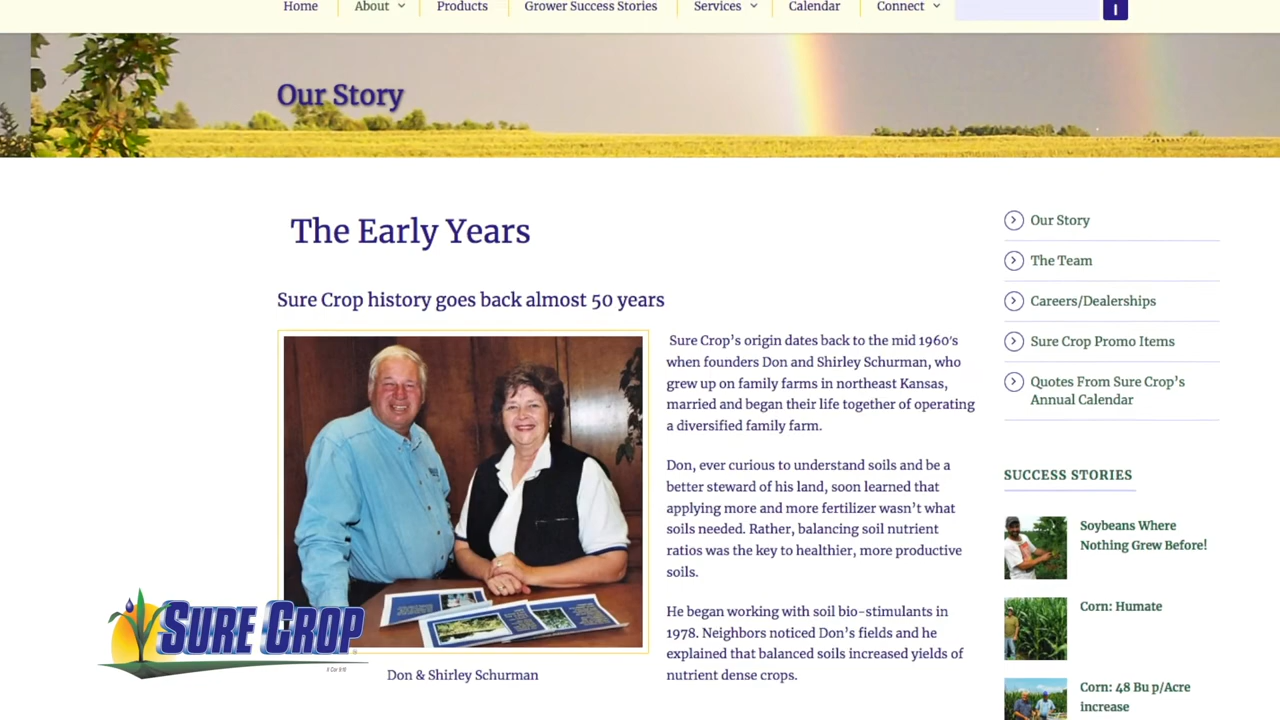 Home About Products Grower Success Stories Services Calendar Connect
Our Story
The Early Years
Sure Crop history goes back almost 50 years
Sure Crop's origin dates back to the mid 1960's
when founders Don and Shirley Schurman, who
grew up on family farms in northeast Kansas,
married and began their life together of operating
a diversified family farm.
Don, ever curious to understand soils and be a
better steward of his land, soon learned that
applying more and more fertilizer wasn't what
soils needed. Rather, balancing soil nutrient
ratios was the key to healthier, more productive
soils.
He began working with soil bio-stimulants in
1978. Neighbors noticed Don's fields and he
explained that balanced soils increased yields of
nutrient dense crops.
Don & Shirley Schurman
SURE CROP
Our Story
The Team
Careers/Dealerships
Sure Crop Promo Items
Quotes From Sure Crop's
Annual Calendar
SUCCESS STORIES
Soybeans Where
Nothing Grew Before!
Corn: Humate
Corn: 48 Bu p/Acre
increase